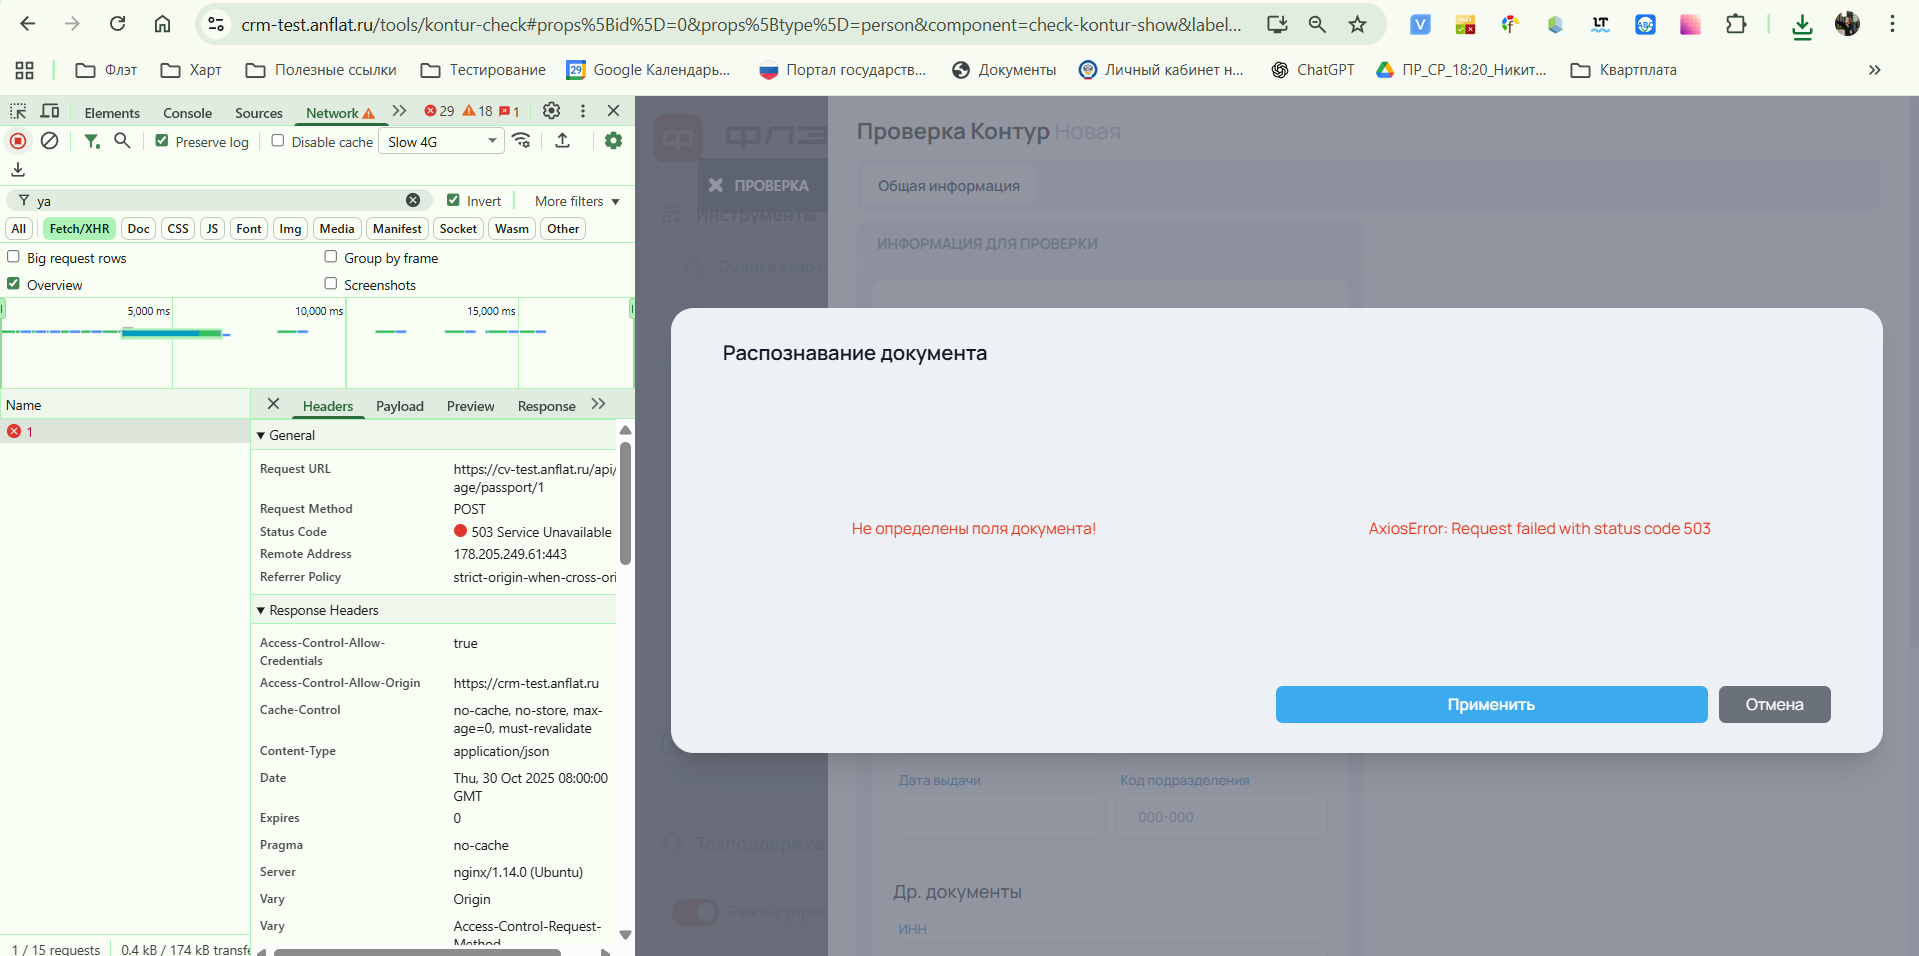 crm-test.anflat.ru/tools/kontur-check#props%5Bid%5D=0&props%5Btype%5D=person&component=check-kontur-show&label...
Флэт
Харт
Полезные ссылки
Тестирование
Google Календарь...
Портал государств...
Документы
Личный кабинет н...
ChatGPT
ПР_СР_18:20_Никит...
Квартплата
Elements
Console
Sources
Network
29
18
1
Preserve log
Disable cache
Slow 4G
ya
Invert
More filters
All
Fetch/XHR
Doc
CSS
JS
Font
Img
Media
Manifest
Socket
Wasm
Other
Big request rows
Group by frame
Overview
Screenshots
5,000 ms
10,000 ms
15,000 ms
Name
Headers
Payload
Preview
Response
1
General
Request URL
https://cv-test.anflat.ru/api/
age/passport/1
Request Method
POST
Status Code
503 Service Unavailable
Remote Address
178.205.249.61:443
Referrer Policy
strict-origin-when-cross-ori
Response Headers
Access-Control-Allow-
Credentials
true
Access-Control-Allow-Origin
https://crm-test.anflat.ru
Cache-Control
no-cache, no-store, max-
age=0, must-revalidate
Content-Type
application/json
Date
Thu, 30 Oct 2025 08:00:00
GMT
Expires
0
Pragma
no-cache
Server
nginx/1.14.0 (Ubuntu)
Vary
Origin
Vary
Access-Control-Request-
Method
1 / 15 requests
0.4 kB / 174 kB transfe
ФЛЭ
ПРОВЕРКА
Инструменты
Оценка кварти
Техподдержка
Режим управ
Проверка Контур Новая
Общая информация
ИНФОРМАЦИЯ ДЛЯ ПРОВЕРКИ
Распознавание документа
Не определены поля документа!
AxiosError: Request failed with status code 503
Применить
Отмена
Дата выдачи
Код подразделения
000-000
Др. документы
ИНН